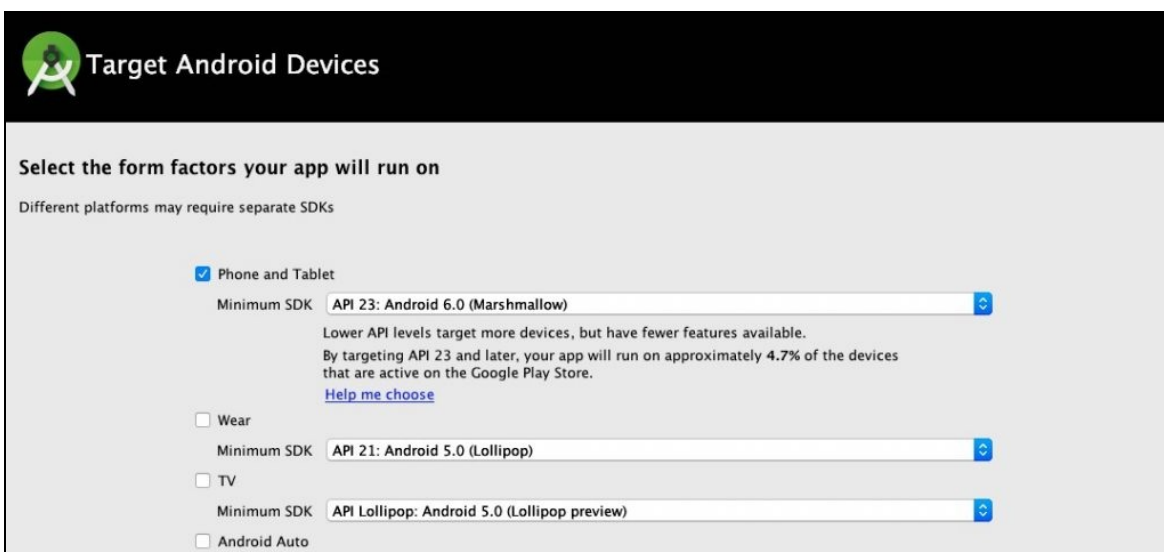 Target Android Devices
Select the form factors your app will run on
Different platforms may require separate SDKs
Phone and Tablet
Minimum SDK API 23: Android 6.0 (Marshmallow)
Lower API levels target more devices, but have fewer features available.
By targeting API 23 and later, your app will run on approximately 4.7% of the devices
that are active on the Google Play Store.
Help me choose
Wear
Minimum SDK API 21: Android 5.0 (Lollipop)
TV
Minimum SDK API Lollipop: Android 5.0 (Lollipop preview)
Android Auto